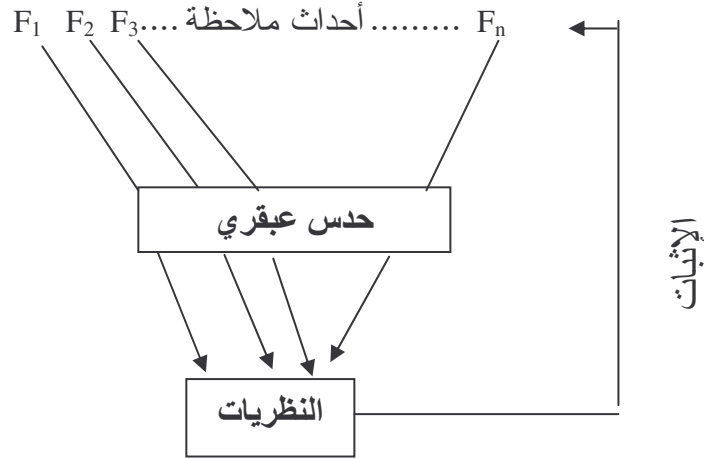 F1 F2 F3.... أحداث ملاحظة ......... Fn
حدس عبقري
الإثبات
النظريات